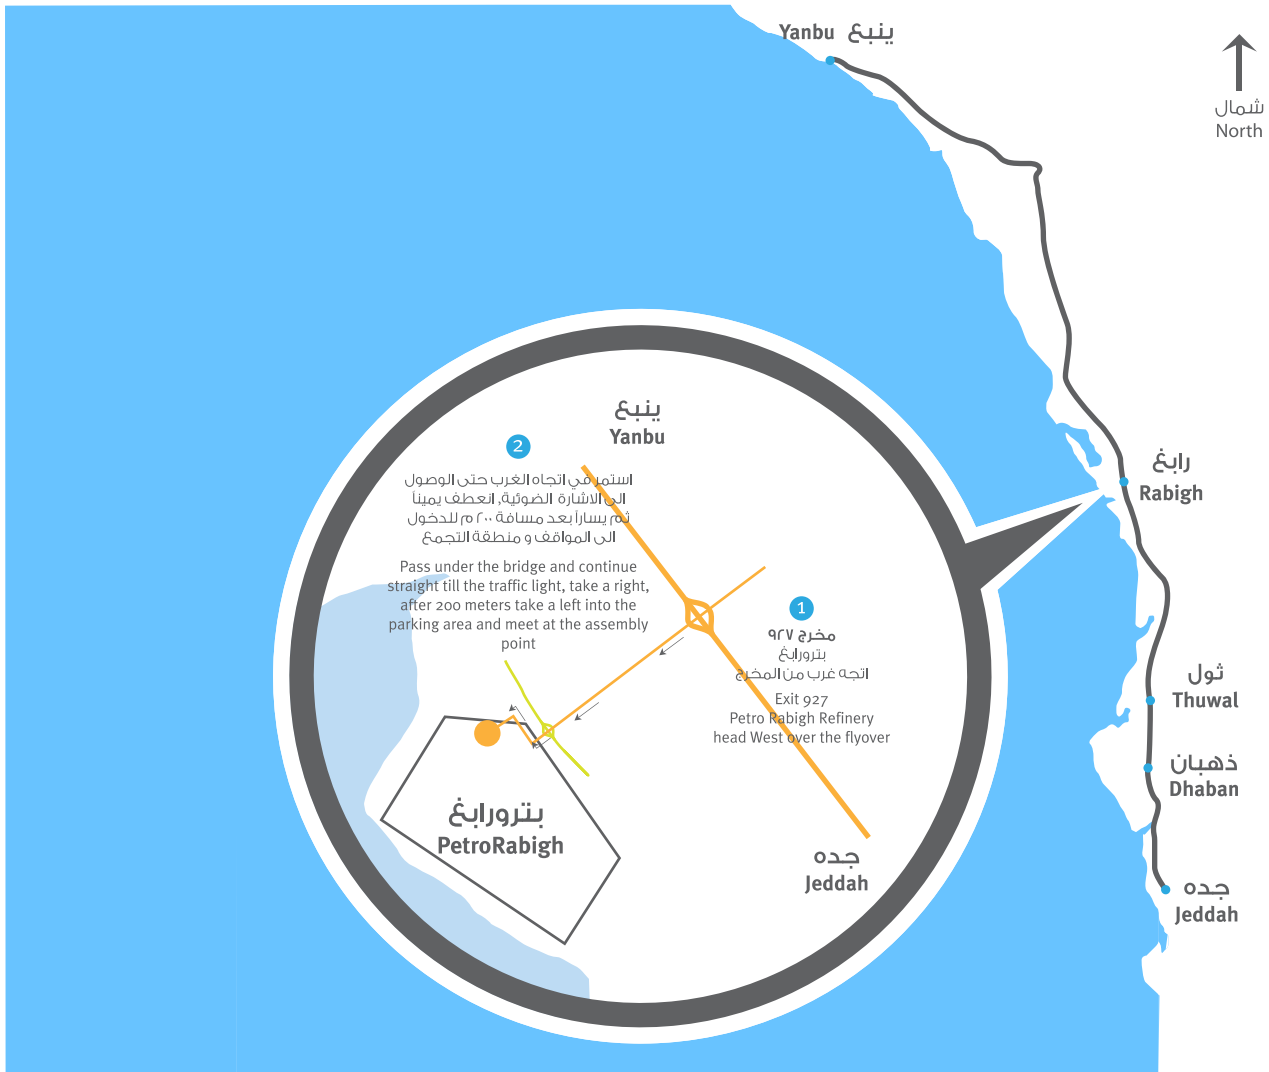 Yanbu ينبع
شمال
North
ينبع
Yanbu
2
استمر في اتجاه الغرب حتى الوصول
الى الاشارة الضوئية, انعطف يميناً
ثم يساراً بعد مسافة ٢٠٠ م للدخول
الى المواقف و منطقة التجمع
Pass under the bridge and continue
straight till the traffic light, take a right,
after 200 meters take a left into the
parking area and meet at the assembly
point
1
مخرج ٩٢٧
بترورابغ
اتجه غرب من المخرج
Exit 927
Petro Rabigh Refinery
head West over the flyover
بترورابغ
PetroRabigh
جده
Jeddah
رابغ
Rabigh
ثول
Thuwal
ذهبان
Dhaban
جده
Jeddah